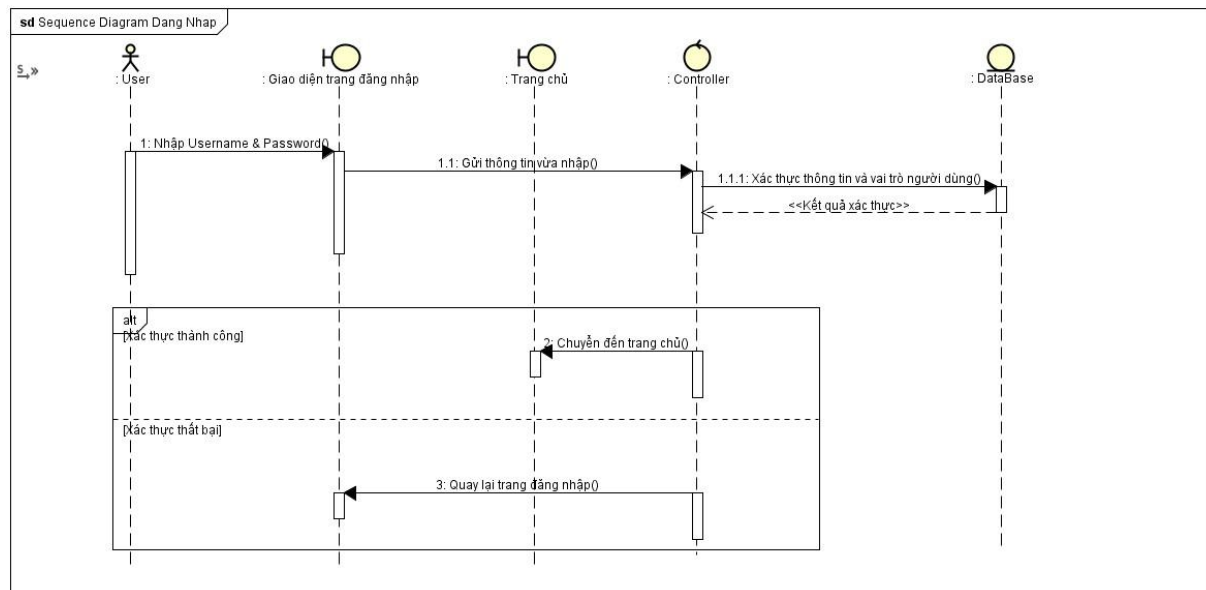 sd Sequence Diagram Dang Nhap
S »
: User
: Giao diện trang đăng nhập
: Trang chủ
: Controller
: DataBase
1: Nhập Username & Password()
1.1: Gửi thông tin vừa nhập()
1.1.1: Xác thực thông tin và vai trò người dùng()
<<Kết quả xác thực>>
alt
[Xác thực thành công]
2: Chuyển đến trang chủ()
[Xác thực thất bại]
3: Quay lại trang đăng nhập()